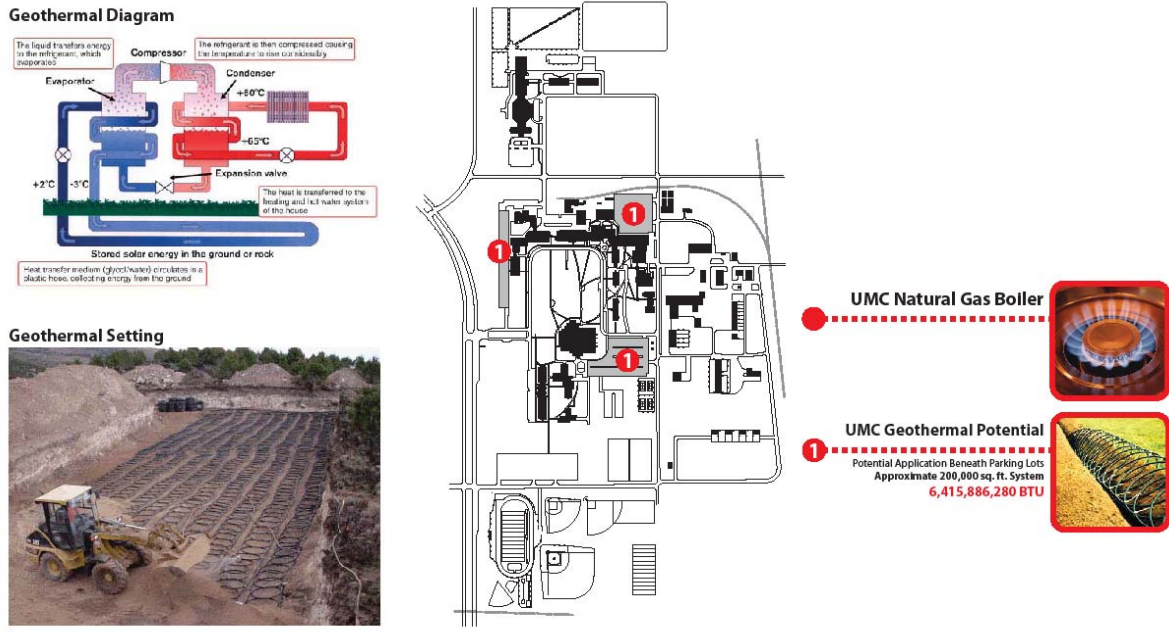 Geothermal Diagram
The liquid transfers energy
to the refrigerant, which
evaporates
Compressor
The refrigerant is then compressed causing
the temperature to rise considerably
Evaporator
Condenser
+50°C
+65°C
Expansion valve
+2°C
-3°C
The heat is transferred to the
heating and hot water system
of the house
Stored solar energy in the ground or rock
Heat transfer medium (glycol/water) circulates in a
plastic hose, collecting energy from the ground
Geothermal Setting
1
1
1
UMC Natural Gas Boiler
1
UMC Geothermal Potential
Potential Application Beneath Parking Lots
Approximate 200,000 sq. ft. System
6,415,886,280 BTU